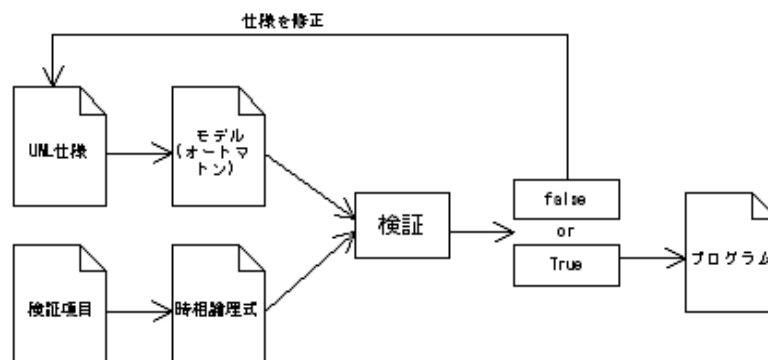 仕様を修正
UML仕様
モデル
(オートマ
トン)
検証
false
or
True
プログラム
検証項目
時相論理式